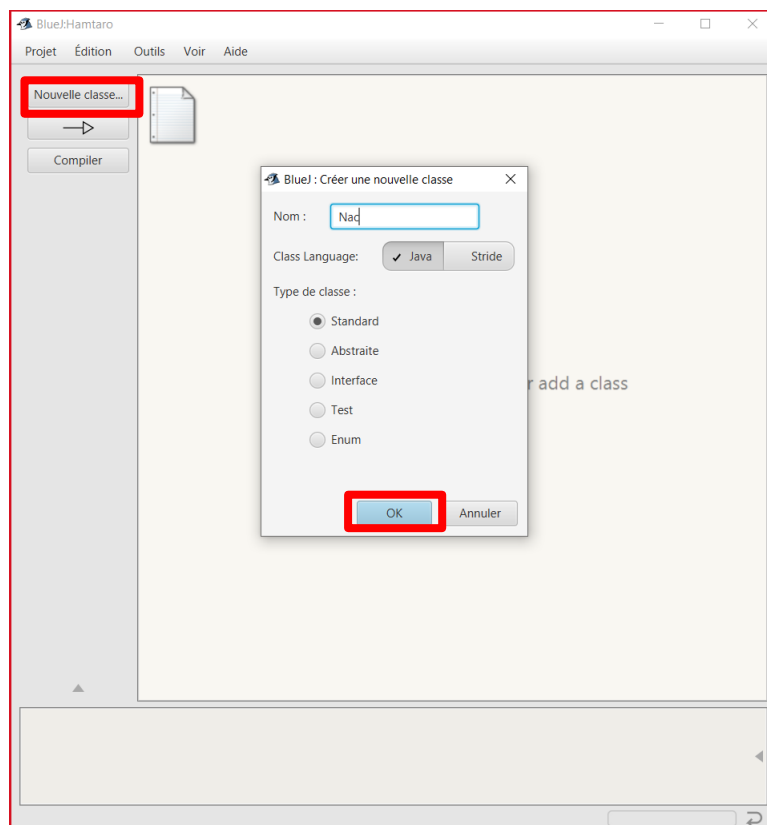 BlueJ:Hamtaro
Projet Édition Outils Voir Aide
Nouvelle classe...
Compiler
BlueJ : Créer une nouvelle classe
Nom : Nac
Class Language: Java Stride
Type de classe :
Standard
Abstraite
Interface
r add a class
Test
Enum
OK Annuler